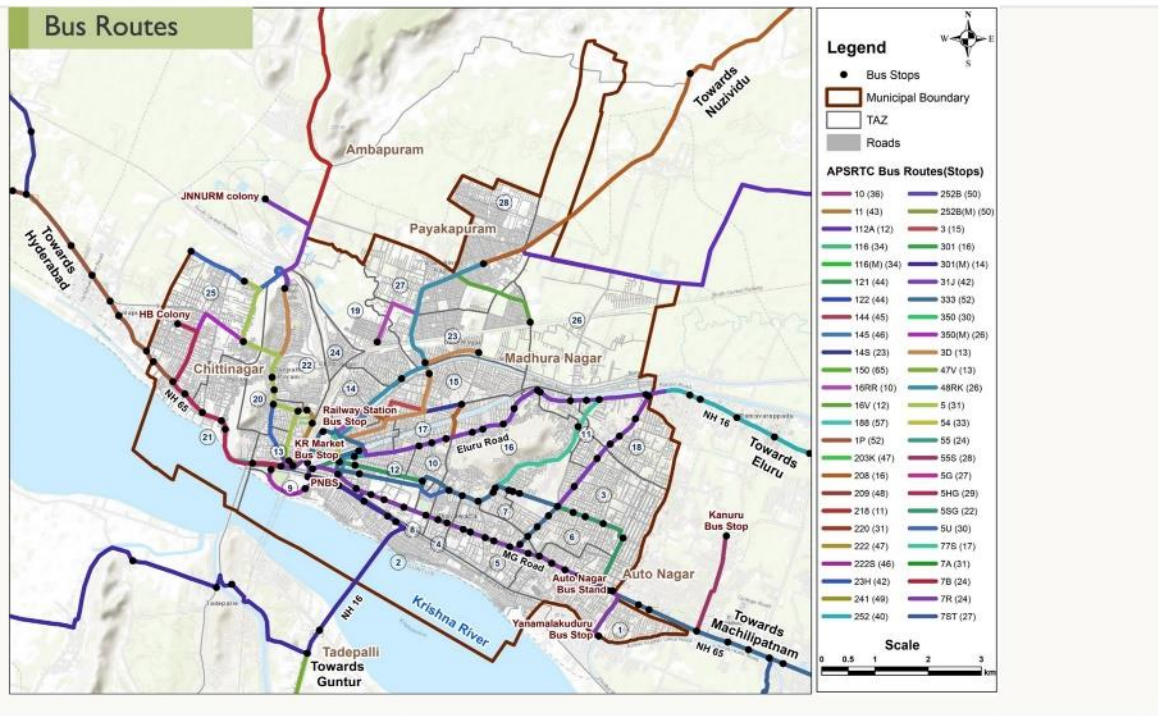 Bus Routes
Towards
Nuzividu
Ambapuram
JNNURM colony
28
Payakapuram
Towards
Hyderabad
25
27
HB Colony
19
26
23
Madhura Nagar
24
22
Chittinagar
14
15
20
NH 65
Railway Station
Bus Stop
NH 16
Towards
Eluru
21
KR Market
Bus Stop
13
17
Eluru Road
16
11
18
12
10
PNBS
9
3
7
Kanuru
Bus Stop
8
6
4
MG Road
2
5
Auto Nagar
Bus Stand
Auto Nagar
NH 16
Krishna River
Yanamalakuduru
Bus Stop
1
Towards
Machilipatnam
NH 65
Tadepalli
Towards
Guntur
N
W E
S
Legend
Bus Stops
Municipal Boundary
TAZ
Roads
APSRTC Bus Routes(Stops)
10 (36)
11 (43)
112A (12)
116 (34)
116(M) (34)
121 (44)
122 (44)
144 (45)
145 (46)
14S (23)
150 (65)
16RR (10)
16V (12)
188 (57)
1P (52)
203K (47)
208 (16)
209 (48)
218 (11)
220 (31)
222 (47)
222S (46)
23H (42)
241 (49)
252 (40)
252B (50)
252B(M) (50)
3 (15)
301 (16)
301(M) (14)
31J (42)
333 (52)
350 (30)
350(M) (26)
3D (13)
47V (13)
48RK (26)
5 (31)
54 (33)
55 (24)
55S (28)
5G (27)
5HG (29)
5SG (22)
5U (30)
77S (17)
7A (31)
7B (24)
7R (24)
7ST (27)
Scale
0 0.5 1 2 3
km